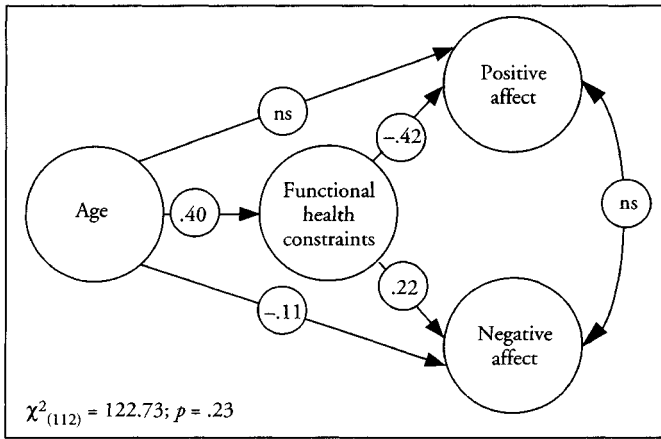 Positive
affect
ns
-.42
Age
.40
Functional
health
constraints
ns
.22
-.11
Negative
affect
χ²(112) = 122.73; p = .23